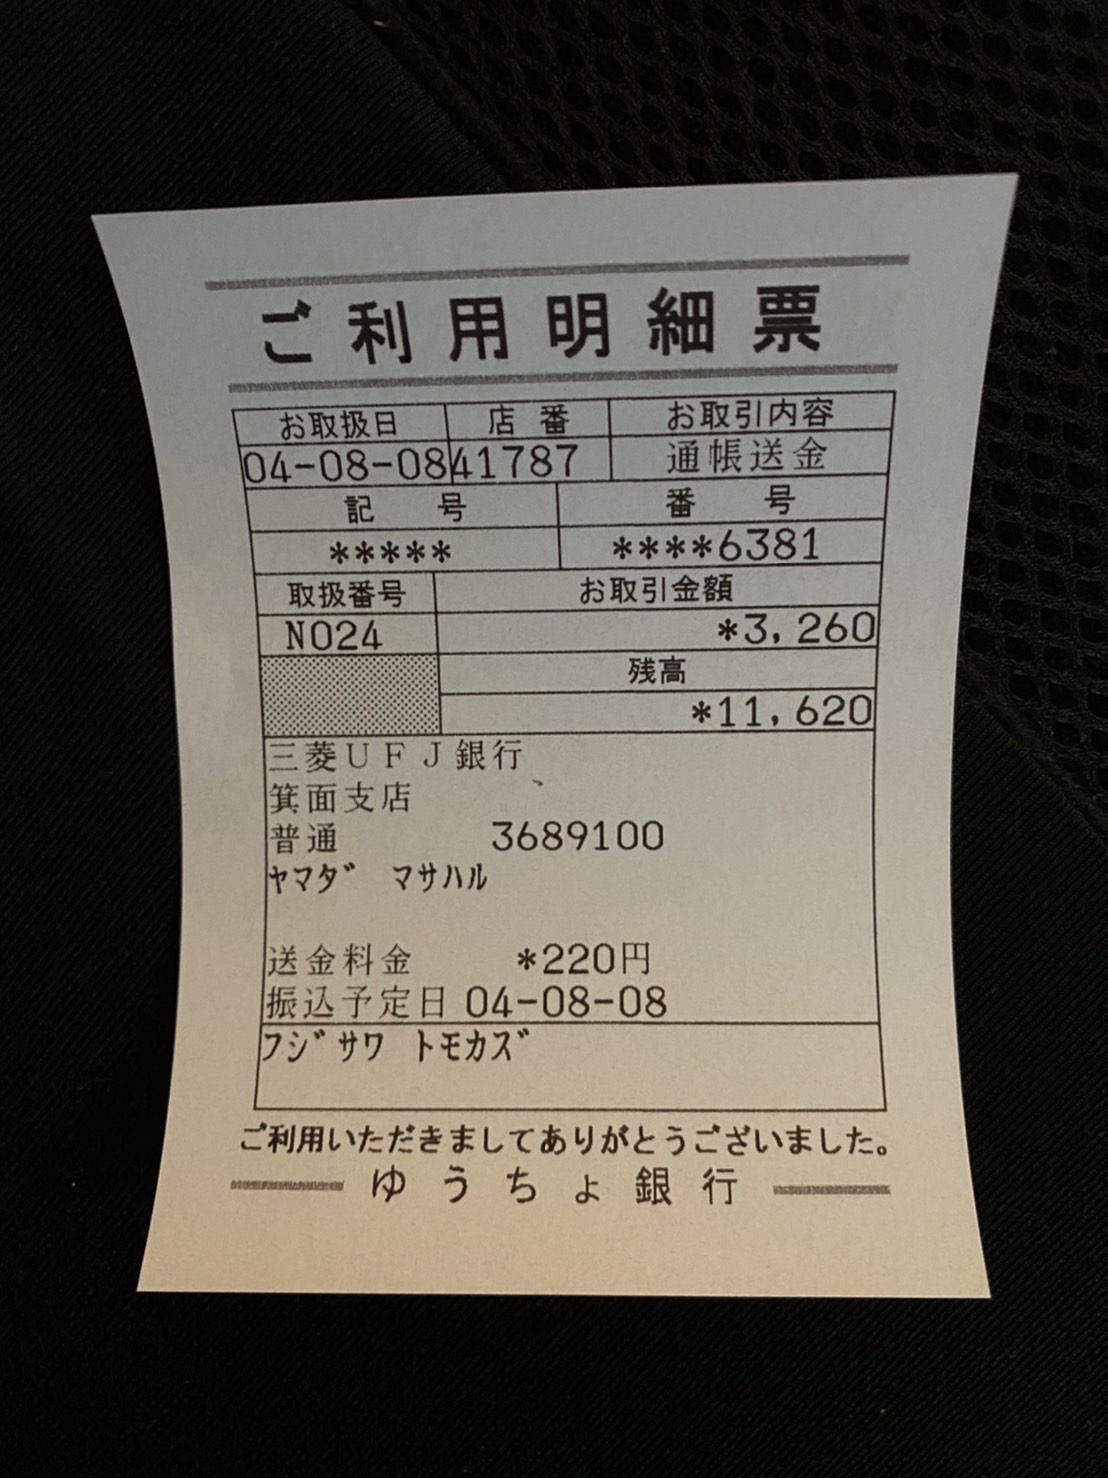 ご利用明細票
お取扱日 店番 お取引内容
04-08-08 41787 通帳送金
記号 番号
***** ****6381
取扱番号 お取引金額
N024 *3,260
残高
*11,620
三菱UFJ銀行
箕面支店
普通 3689100
ヤマダ マサハル
送金料金 *220円
振込予定日 04-08-08
フジサワ トモカズ
ご利用いただきましてありがとうございました。
ゆうちょ銀行